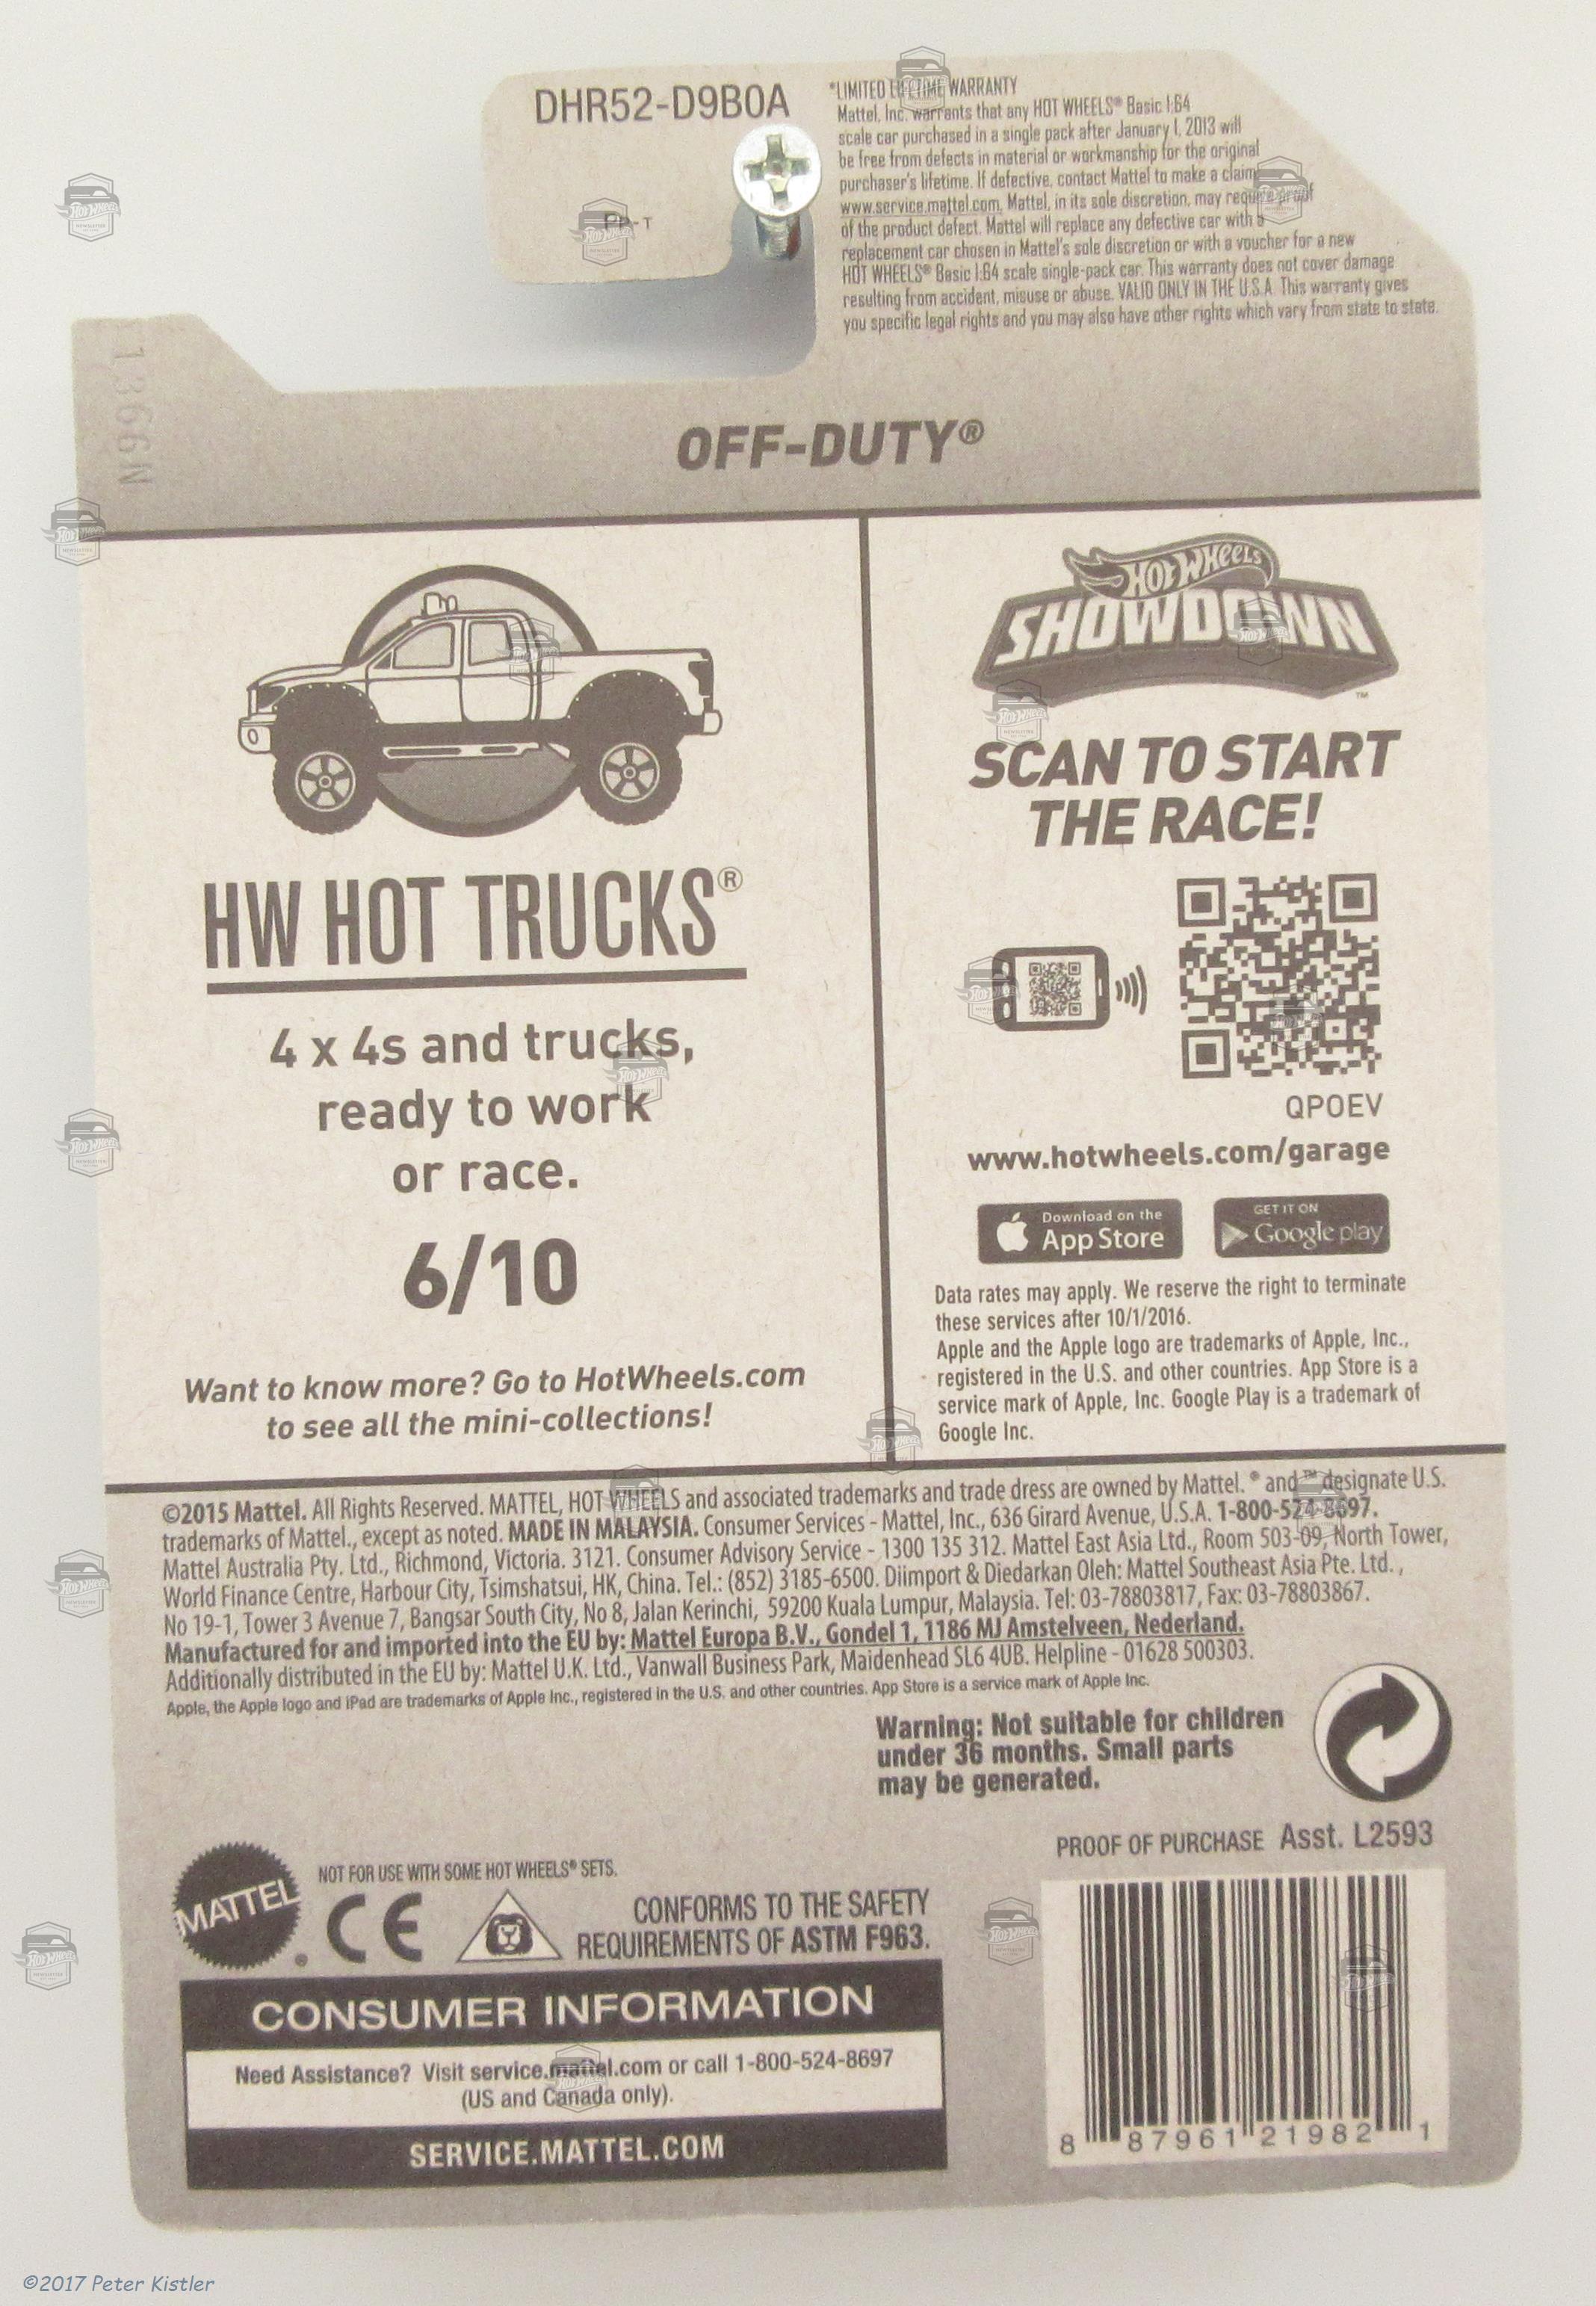 DHR52-D9B0A
*LIMITED LIFETIME WARRANTY
Mattel, Inc. warrants that any HOT WHEELS® Basic 1:64
scale car purchased in a single pack after January 1, 2013 will
be free from defects in material or workmanship for the original
purchaser's lifetime. If defective, contact Mattel to make a claim
www.service.mattel.com. Mattel, in its sole discretion, may require proof
of the product defect. Mattel will replace any defective car with a
replacement car chosen in Mattel's sole discretion or with a voucher for a new
HOT WHEELS® Basic 1:64 scale single-pack car. This warranty does not cover damage
resulting from accident, misuse or abuse. VALID ONLY IN THE U.S.A. This warranty gives
you specific legal rights and you may also have other rights which vary from state to state.
1366N
OFF-DUTY®
HW HOT TRUCKS®
4 x 4s and trucks,
ready to work
or race.
6/10
Want to know more? Go to HotWheels.com
to see all the mini-collections!
Hot Wheels
SHOWDOWN™
SCAN TO START
THE RACE!
QPOEV
www.hotwheels.com/garage
Download on the
App Store
GET IT ON
Google play
Data rates may apply. We reserve the right to terminate
these services after 10/1/2016.
Apple and the Apple logo are trademarks of Apple, Inc.,
registered in the U.S. and other countries. App Store is a
service mark of Apple, Inc. Google Play is a trademark of
Google Inc.
©2015 Mattel. All Rights Reserved. MATTEL, HOT WHEELS and associated trademarks and trade dress are owned by Mattel. ® and ™ designate U.S.
trademarks of Mattel., except as noted. MADE IN MALAYSIA. Consumer Services - Mattel, Inc., 636 Girard Avenue, U.S.A. 1-800-524-8697.
Mattel Australia Pty. Ltd., Richmond, Victoria. 3121. Consumer Advisory Service - 1300 135 312. Mattel East Asia Ltd., Room 503-09, North Tower,
World Finance Centre, Harbour City, Tsimshatsui, HK, China. Tel.: (852) 3185-6500. Diimport & Diedarkan Oleh: Mattel Southeast Asia Pte. Ltd.,
No 19-1, Tower 3 Avenue 7, Bangsar South City, No 8, Jalan Kerinchi, 59200 Kuala Lumpur, Malaysia. Tel: 03-78803817, Fax: 03-78803867.
Manufactured for and imported into the EU by: Mattel Europa B.V., Gondel 1, 1186 MJ Amstelveen, Nederland.
Additionally distributed in the EU by: Mattel U.K. Ltd., Vanwall Business Park, Maidenhead SL6 4UB. Helpline - 01628 500303.
Apple, the Apple logo and iPad are trademarks of Apple Inc., registered in the U.S. and other countries. App Store is a service mark of Apple Inc.
Warning: Not suitable for children
under 36 months. Small parts
may be generated.
PROOF OF PURCHASE Asst. L2593
MATTEL®
NOT FOR USE WITH SOME HOT WHEELS® SETS.
CE
CONFORMS TO THE SAFETY
REQUIREMENTS OF ASTM F963.
CONSUMER INFORMATION
Need Assistance? Visit service.mattel.com or call 1-800-524-8697
(US and Canada only).
SERVICE.MATTEL.COM
8 87961 21982 1
©2017 Peter Kistler